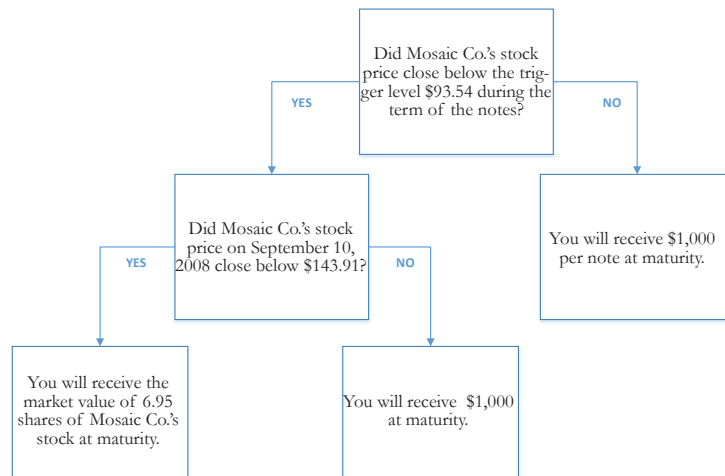 Did Mosaic Co.'s stock
price close below the trig-
ger level $93.54 during the
term of the notes?
YES
NO
Did Mosaic Co.'s stock
price on September 10,
2008 close below $143.91?
You will receive $1,000
per note at maturity.
YES
NO
You will receive the
market value of 6.95
shares of Mosaic Co.'s
stock at maturity.
You will receive $1,000
at maturity.